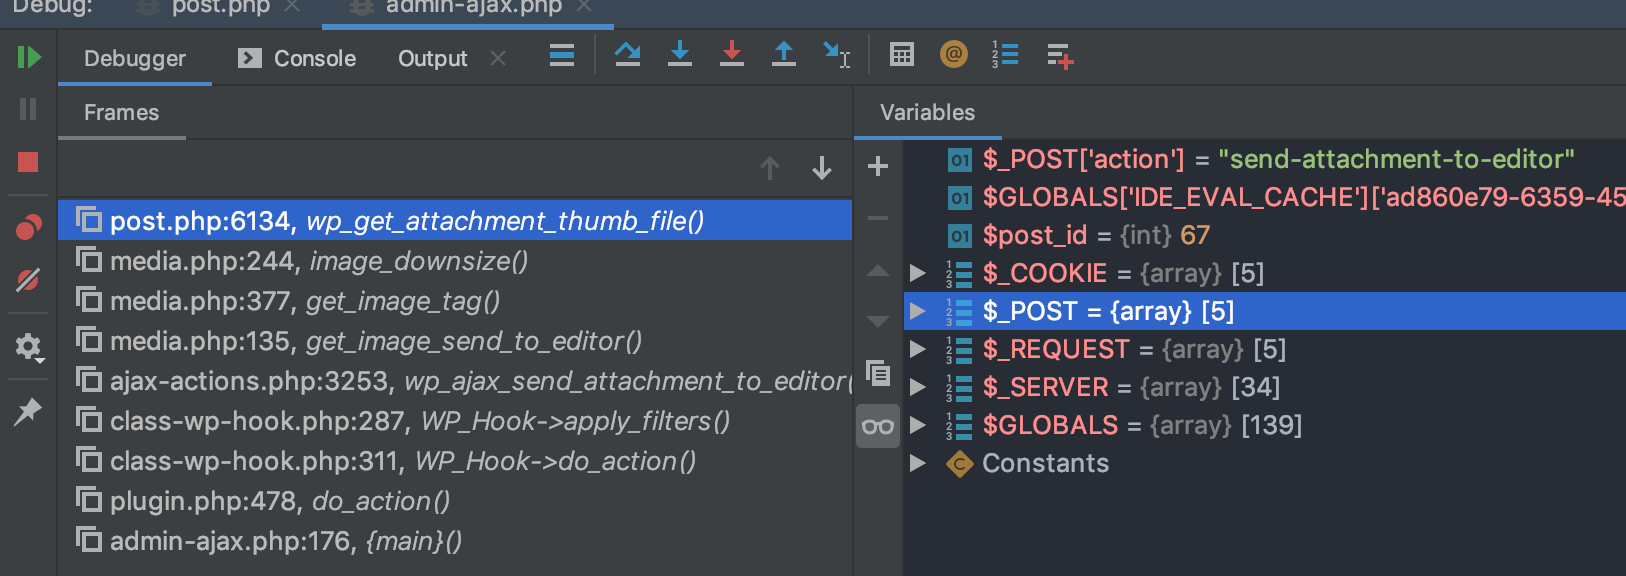 Debug: post.php admin-ajax.php
Debugger Console Output
Frames
Variables
post.php:6134, wp_get_attachment_thumb_file()
media.php:244, image_downsize()
media.php:377, get_image_tag()
media.php:135, get_image_send_to_editor()
ajax-actions.php:3253, wp_ajax_send_attachment_to_editor(
class-wp-hook.php:287, WP_Hook->apply_filters()
class-wp-hook.php:311, WP_Hook->do_action()
plugin.php:478, do_action()
admin-ajax.php:176, {main}()
$_POST['action'] = "send-attachment-to-editor"
$GLOBALS['IDE_EVAL_CACHE']['ad860e79-6359-45
$post_id = {int} 67
$_COOKIE = {array} [5]
$_POST = {array} [5]
$_REQUEST = {array} [5]
$_SERVER = {array} [34]
$GLOBALS = {array} [139]
Constants